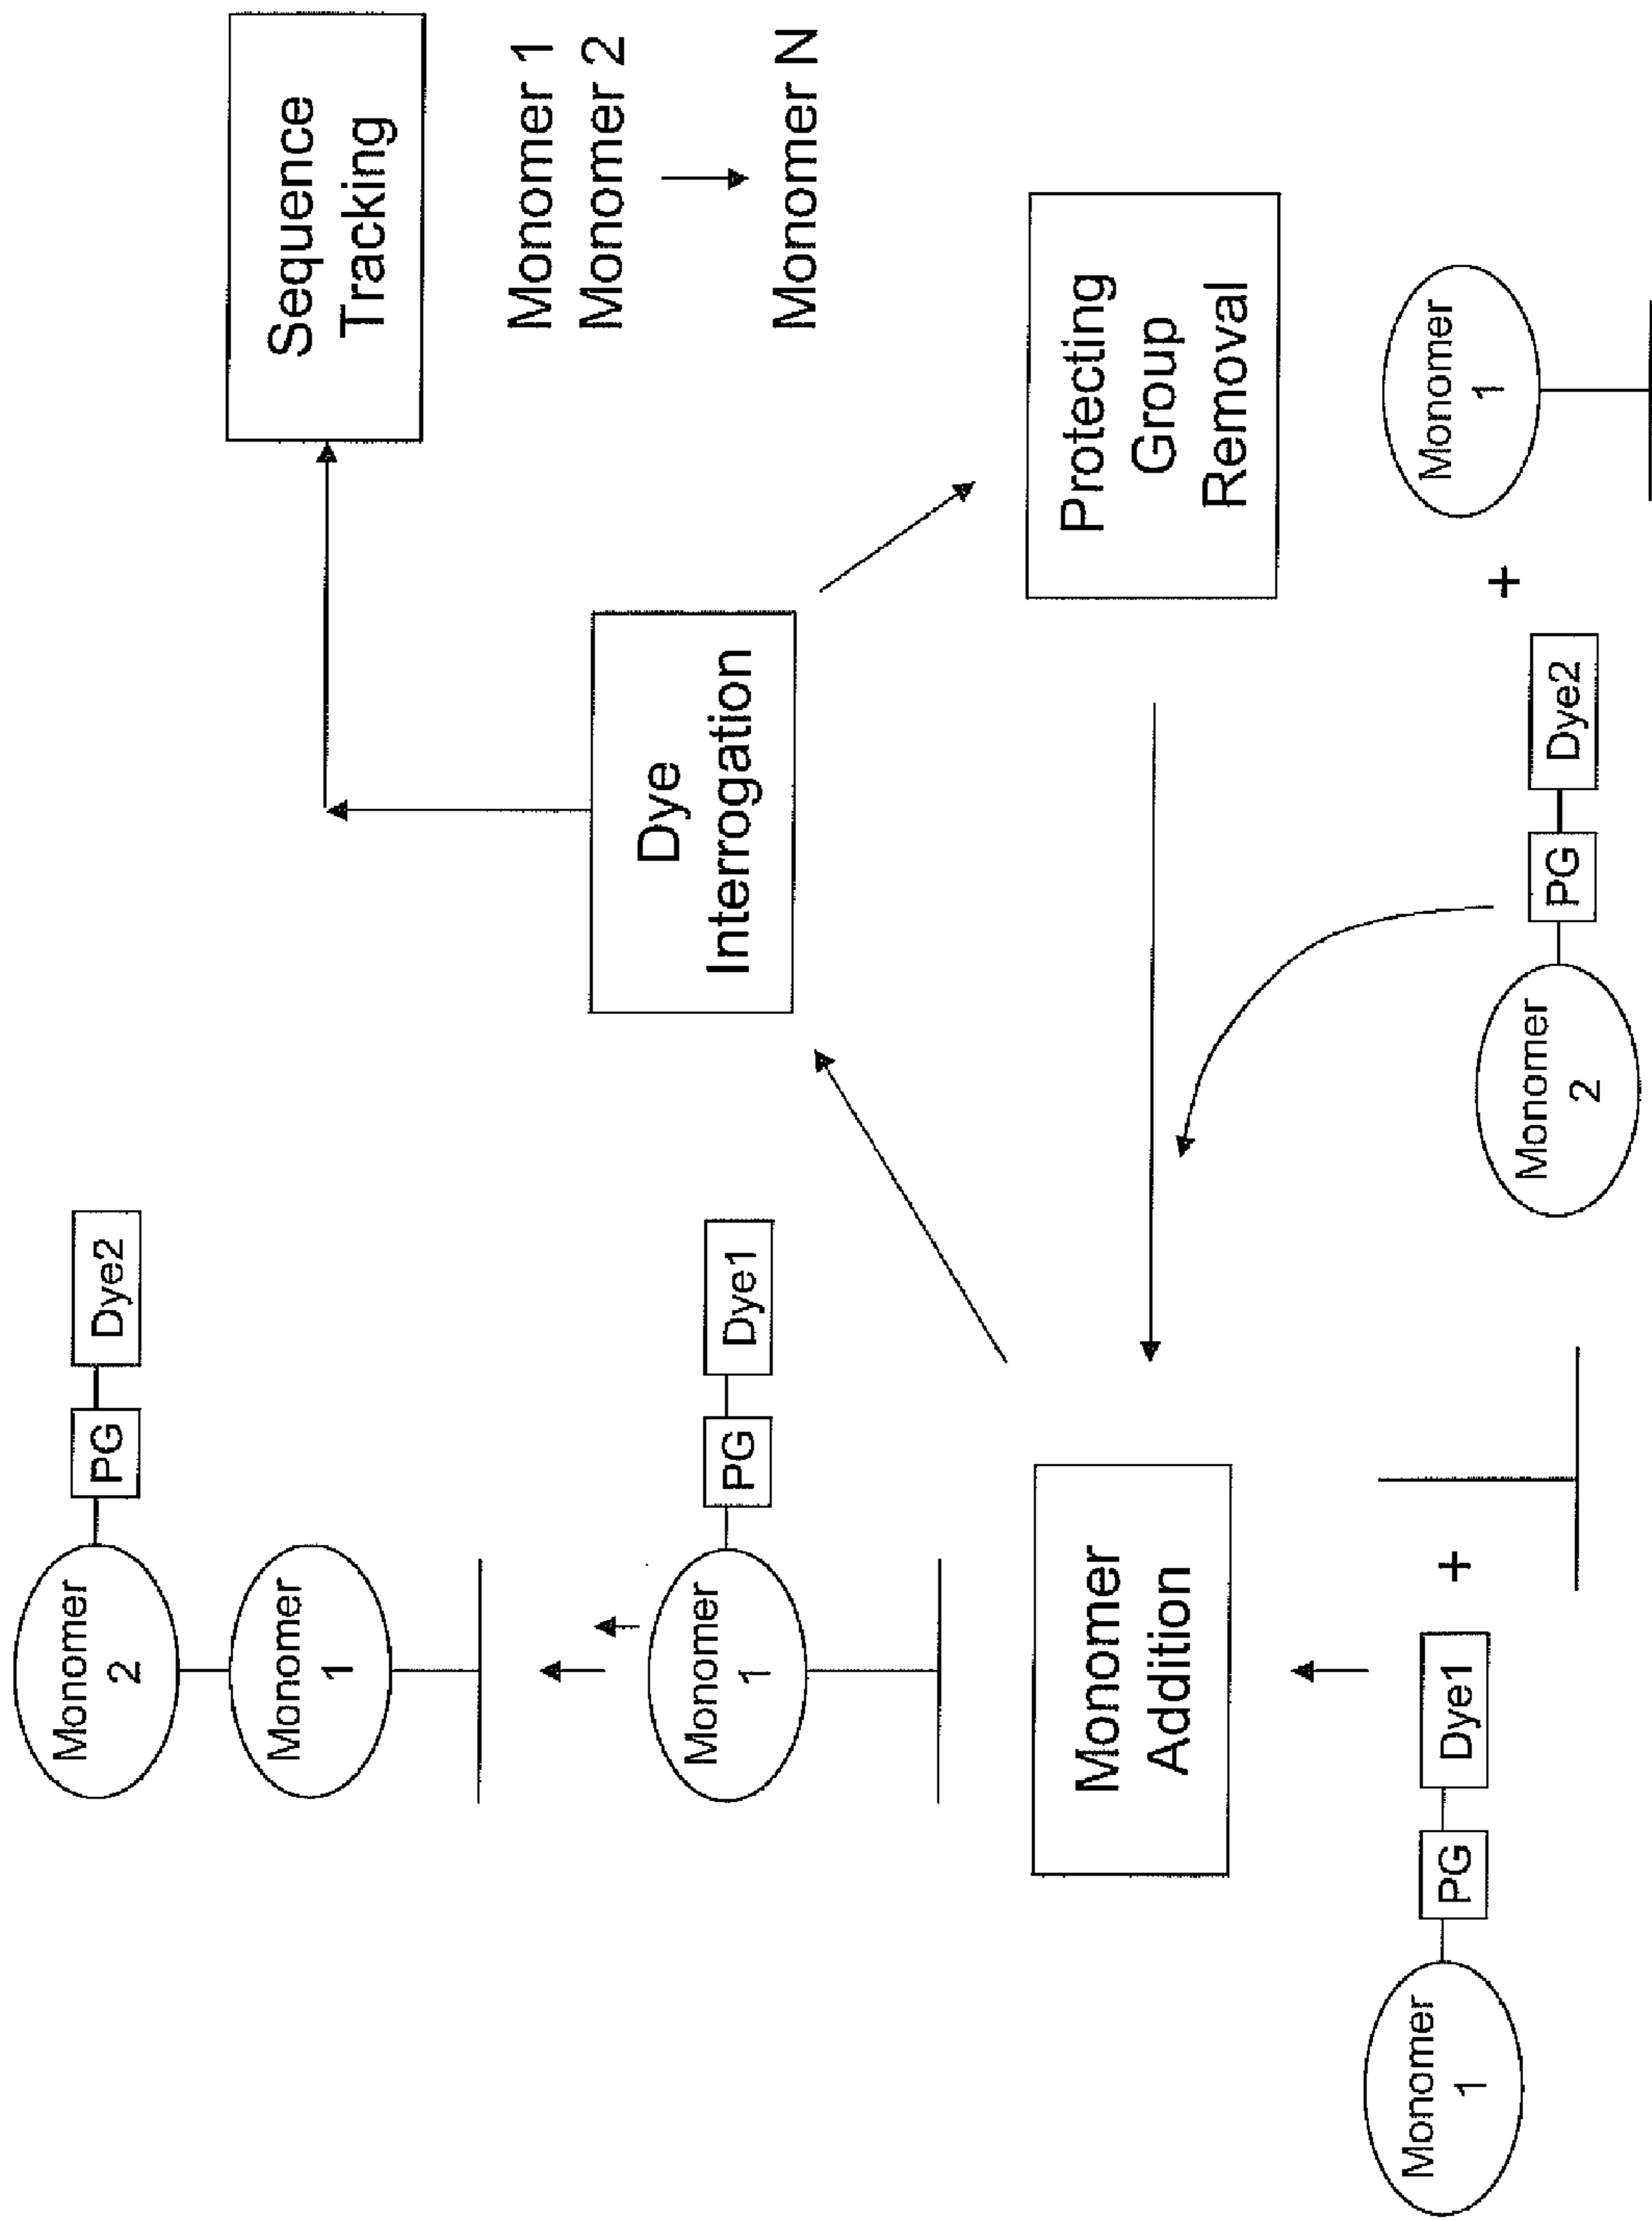 Monomer
2
PG
Dye2
Monomer
1
Sequence
Tracking
Monomer 1
Monomer 2
Monomer N
Dye
Interrogation
Monomer
1
PG
Dye1
Monomer
Addition
Protecting
Group
Removal
Monomer
1
PG
Dye1
+
Monomer
2
PG
Dye2
+
Monomer
1